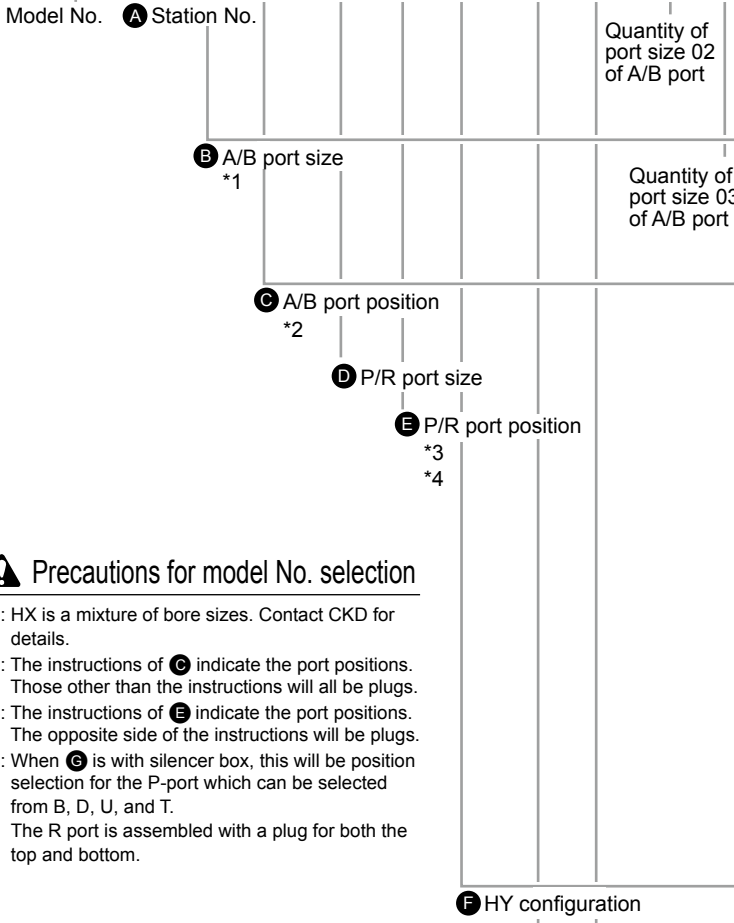 Model No. A Station No.
Quantity of
port size 02
of A/B port
B A/B port size
*1
Quantity of
port size 03
of A/B port
C A/B port position
*2
D P/R port size
E P/R port position
*3
*4
Precautions for model No. selection
: HX is a mixture of bore sizes. Contact CKD for
details.
: The instructions of C indicate the port positions.
Those other than the instructions will all be plugs.
: The instructions of E indicate the port positions.
The opposite side of the instructions will be plugs.
: When G is with silencer box, this will be position
selection for the P-port which can be selected
from B, D, U, and T.
The R port is assembled with a plug for both the
top and bottom.
F HY configuration